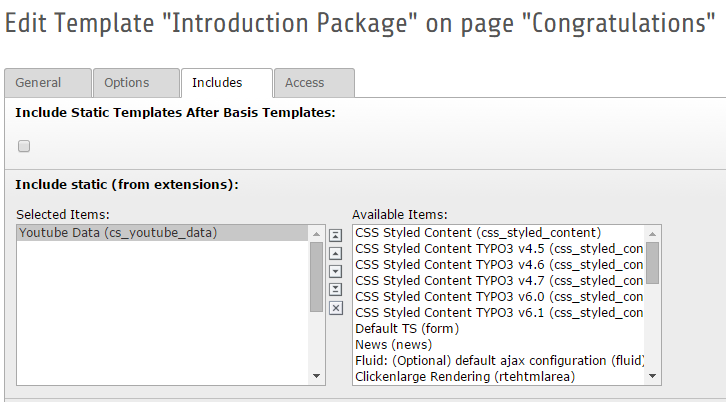 Edit Template "Introduction Package" on page "Congratulations"
General Options Includes Access
Include Static Templates After Basis Templates:
Include static (from extensions):
Selected Items: Available Items:
Youtube Data (cs_youtube_data)
CSS Styled Content (css_styled_content)
CSS Styled Content TYPO3 v4.5 (css_styled_con
CSS Styled Content TYPO3 v4.6 (css_styled_con
CSS Styled Content TYPO3 v4.7 (css_styled_con
CSS Styled Content TYPO3 v6.0 (css_styled_con
CSS Styled Content TYPO3 v6.1 (css_styled_con
Default TS (form)
News (news)
Fluid: (Optional) default ajax configuration (fluid)
Clickenlarge Rendering (rtehtmlarea)